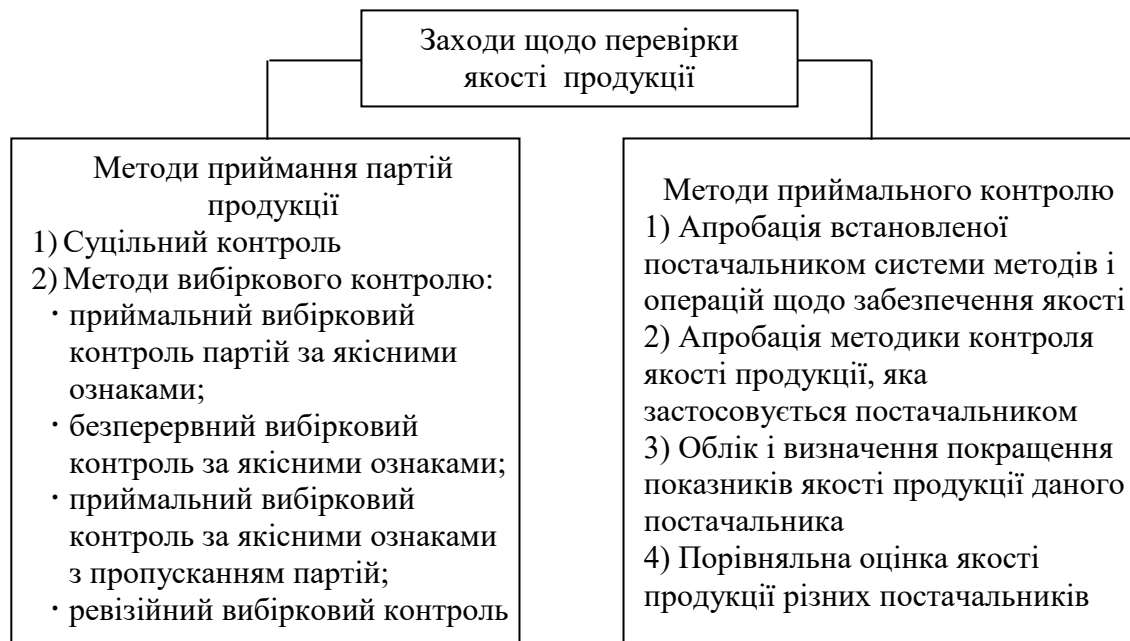 Заходи щодо перевірки
якості продукції
Методи приймання партій
продукції
1) Суцільний контроль
2) Методи вибіркового контролю:
· приймальний вибірковий
контроль партій за якісними
ознаками;
· безперервний вибірковий
контроль за якісними ознаками;
· приймальний вибірковий
контроль за якісними ознаками
з пропусканням партій;
· ревізійний вибірковий контроль
Методи приймального контролю
1) Апробація встановленої
постачальником системи методів і
операцій щодо забезпечення якості
2) Апробація методики контроля
якості продукції, яка
застосовується постачальником
3) Облік і визначення покращення
показників якості продукції даного
постачальника
4) Порівняльна оцінка якості
продукції різних постачальників